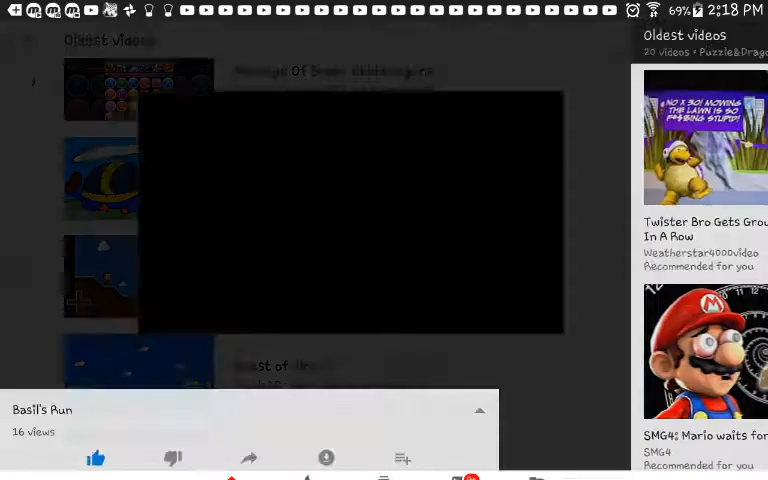 69% 2:18 PM
Oldest videos
Oldest videos
20 videos • Puzzle&Drago
NO X 30! MOWING
THE LAWN IS SO
F#$@ING STUPID!
Twister Bro Gets Grou
In A Row
Weatherstar4000video
Recommended for you
SMG4: Mario waits for
SMG4
Recommended for you
Basil's Run
16 views